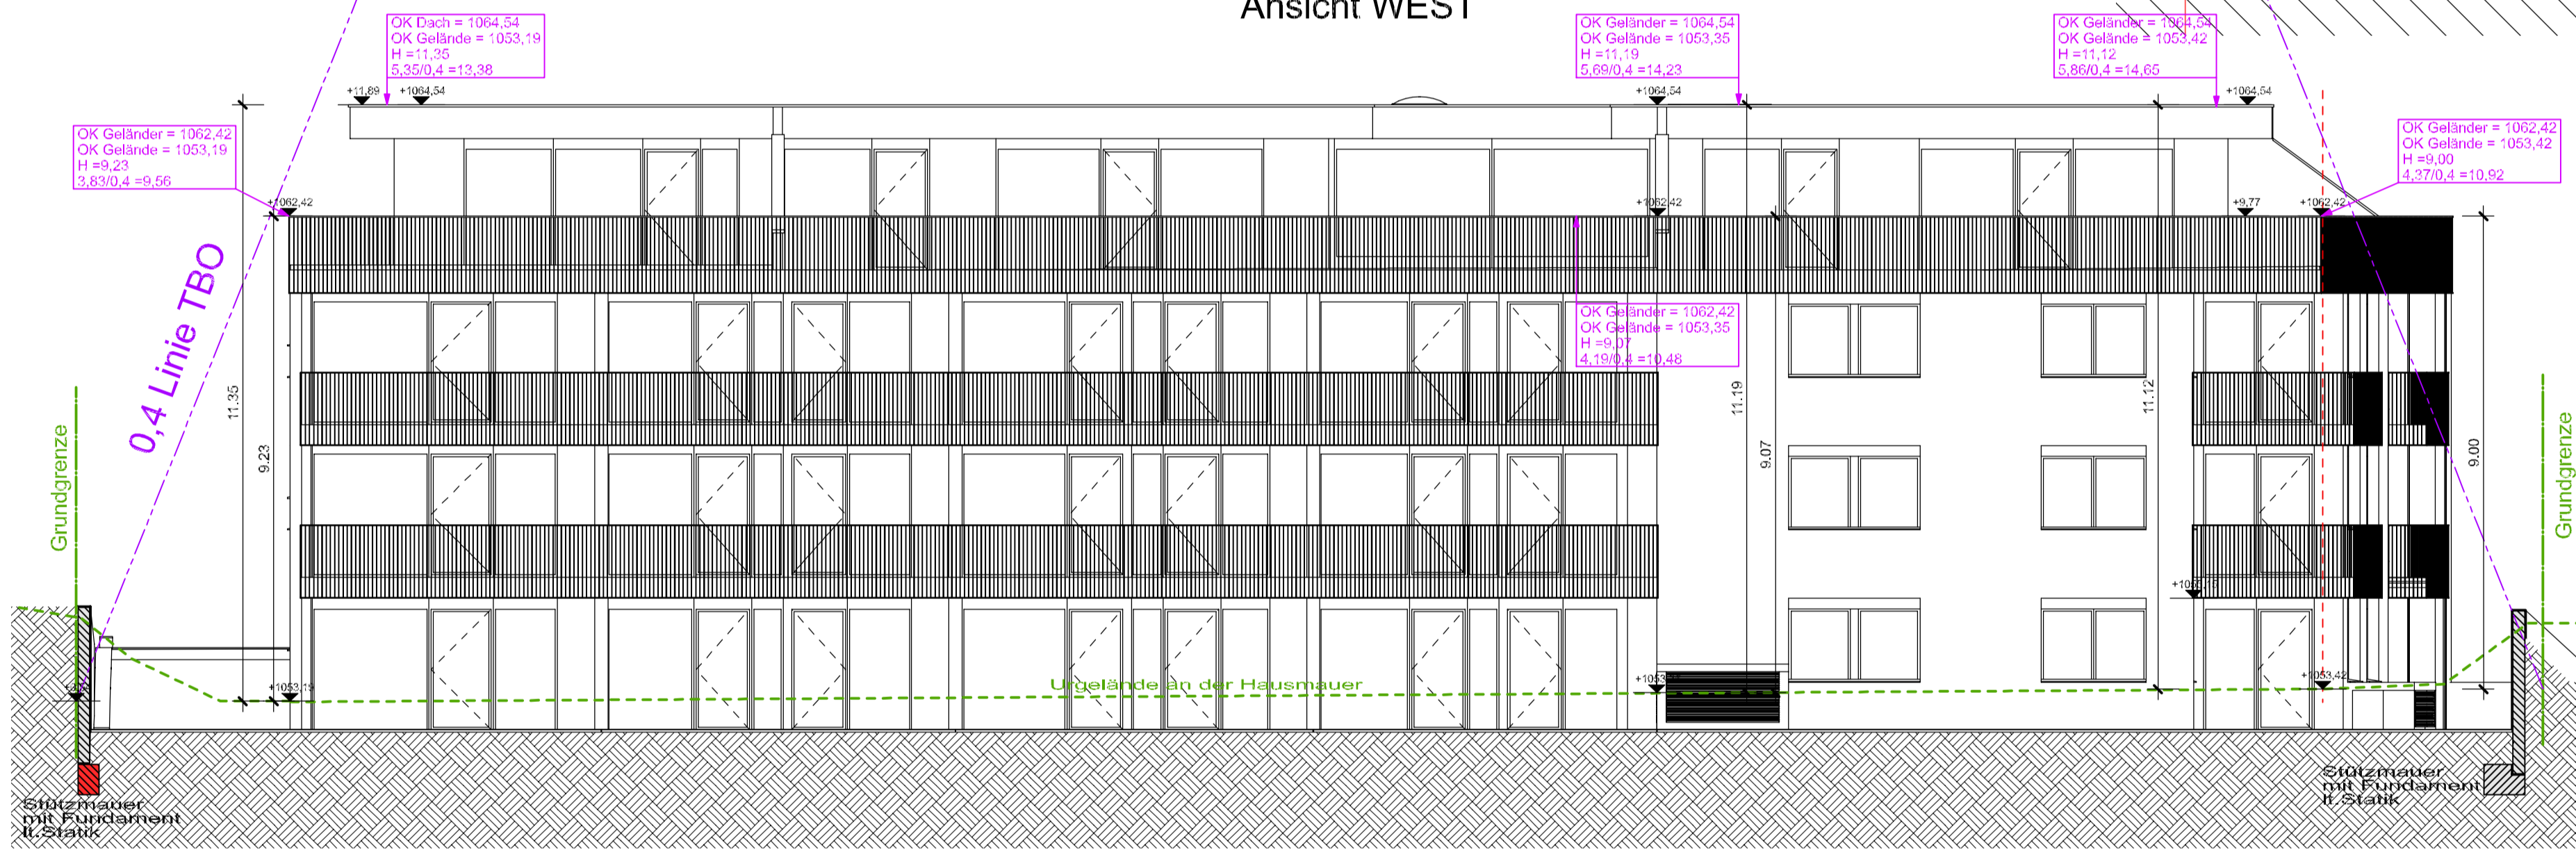 Ansicht WEST
OK Dach = 1064,54
OK Gelände = 1053,19
H =11,35
5,35/0,4 =13,38
OK Geländer = 1064,54
OK Gelände = 1053,35
H =11,19
5,69/0,4 =14,23
OK Geländer = 1064,54
OK Gelände = 1053,42
H =11,12
5,86/0,4 =14,65
+11,89
+1064,54
+1064,54
+1064,54
OK Geländer = 1062,42
OK Gelände = 1053,19
H =9,23
3,83/0,4 =9,56
OK Geländer = 1062,42
OK Gelände = 1053,42
H =9,00
4,37/0,4 =10,92
+1062,42
+1062,42
+9,77
+1062,42
0,4 Linie TBO
OK Geländer = 1062,42
OK Gelände = 1053,35
H =9,07
4,19/0,4 =10,48
11.35
9.23
11.19
9.07
11.12
9.00
Grundgrenze
Grundgrenze
+1053,19
Urgelände an der Hausmauer
+1053,42
Stützmauer
mit Fundament
lt.Statik
Stützmauer
mit Fundament
lt.Statik